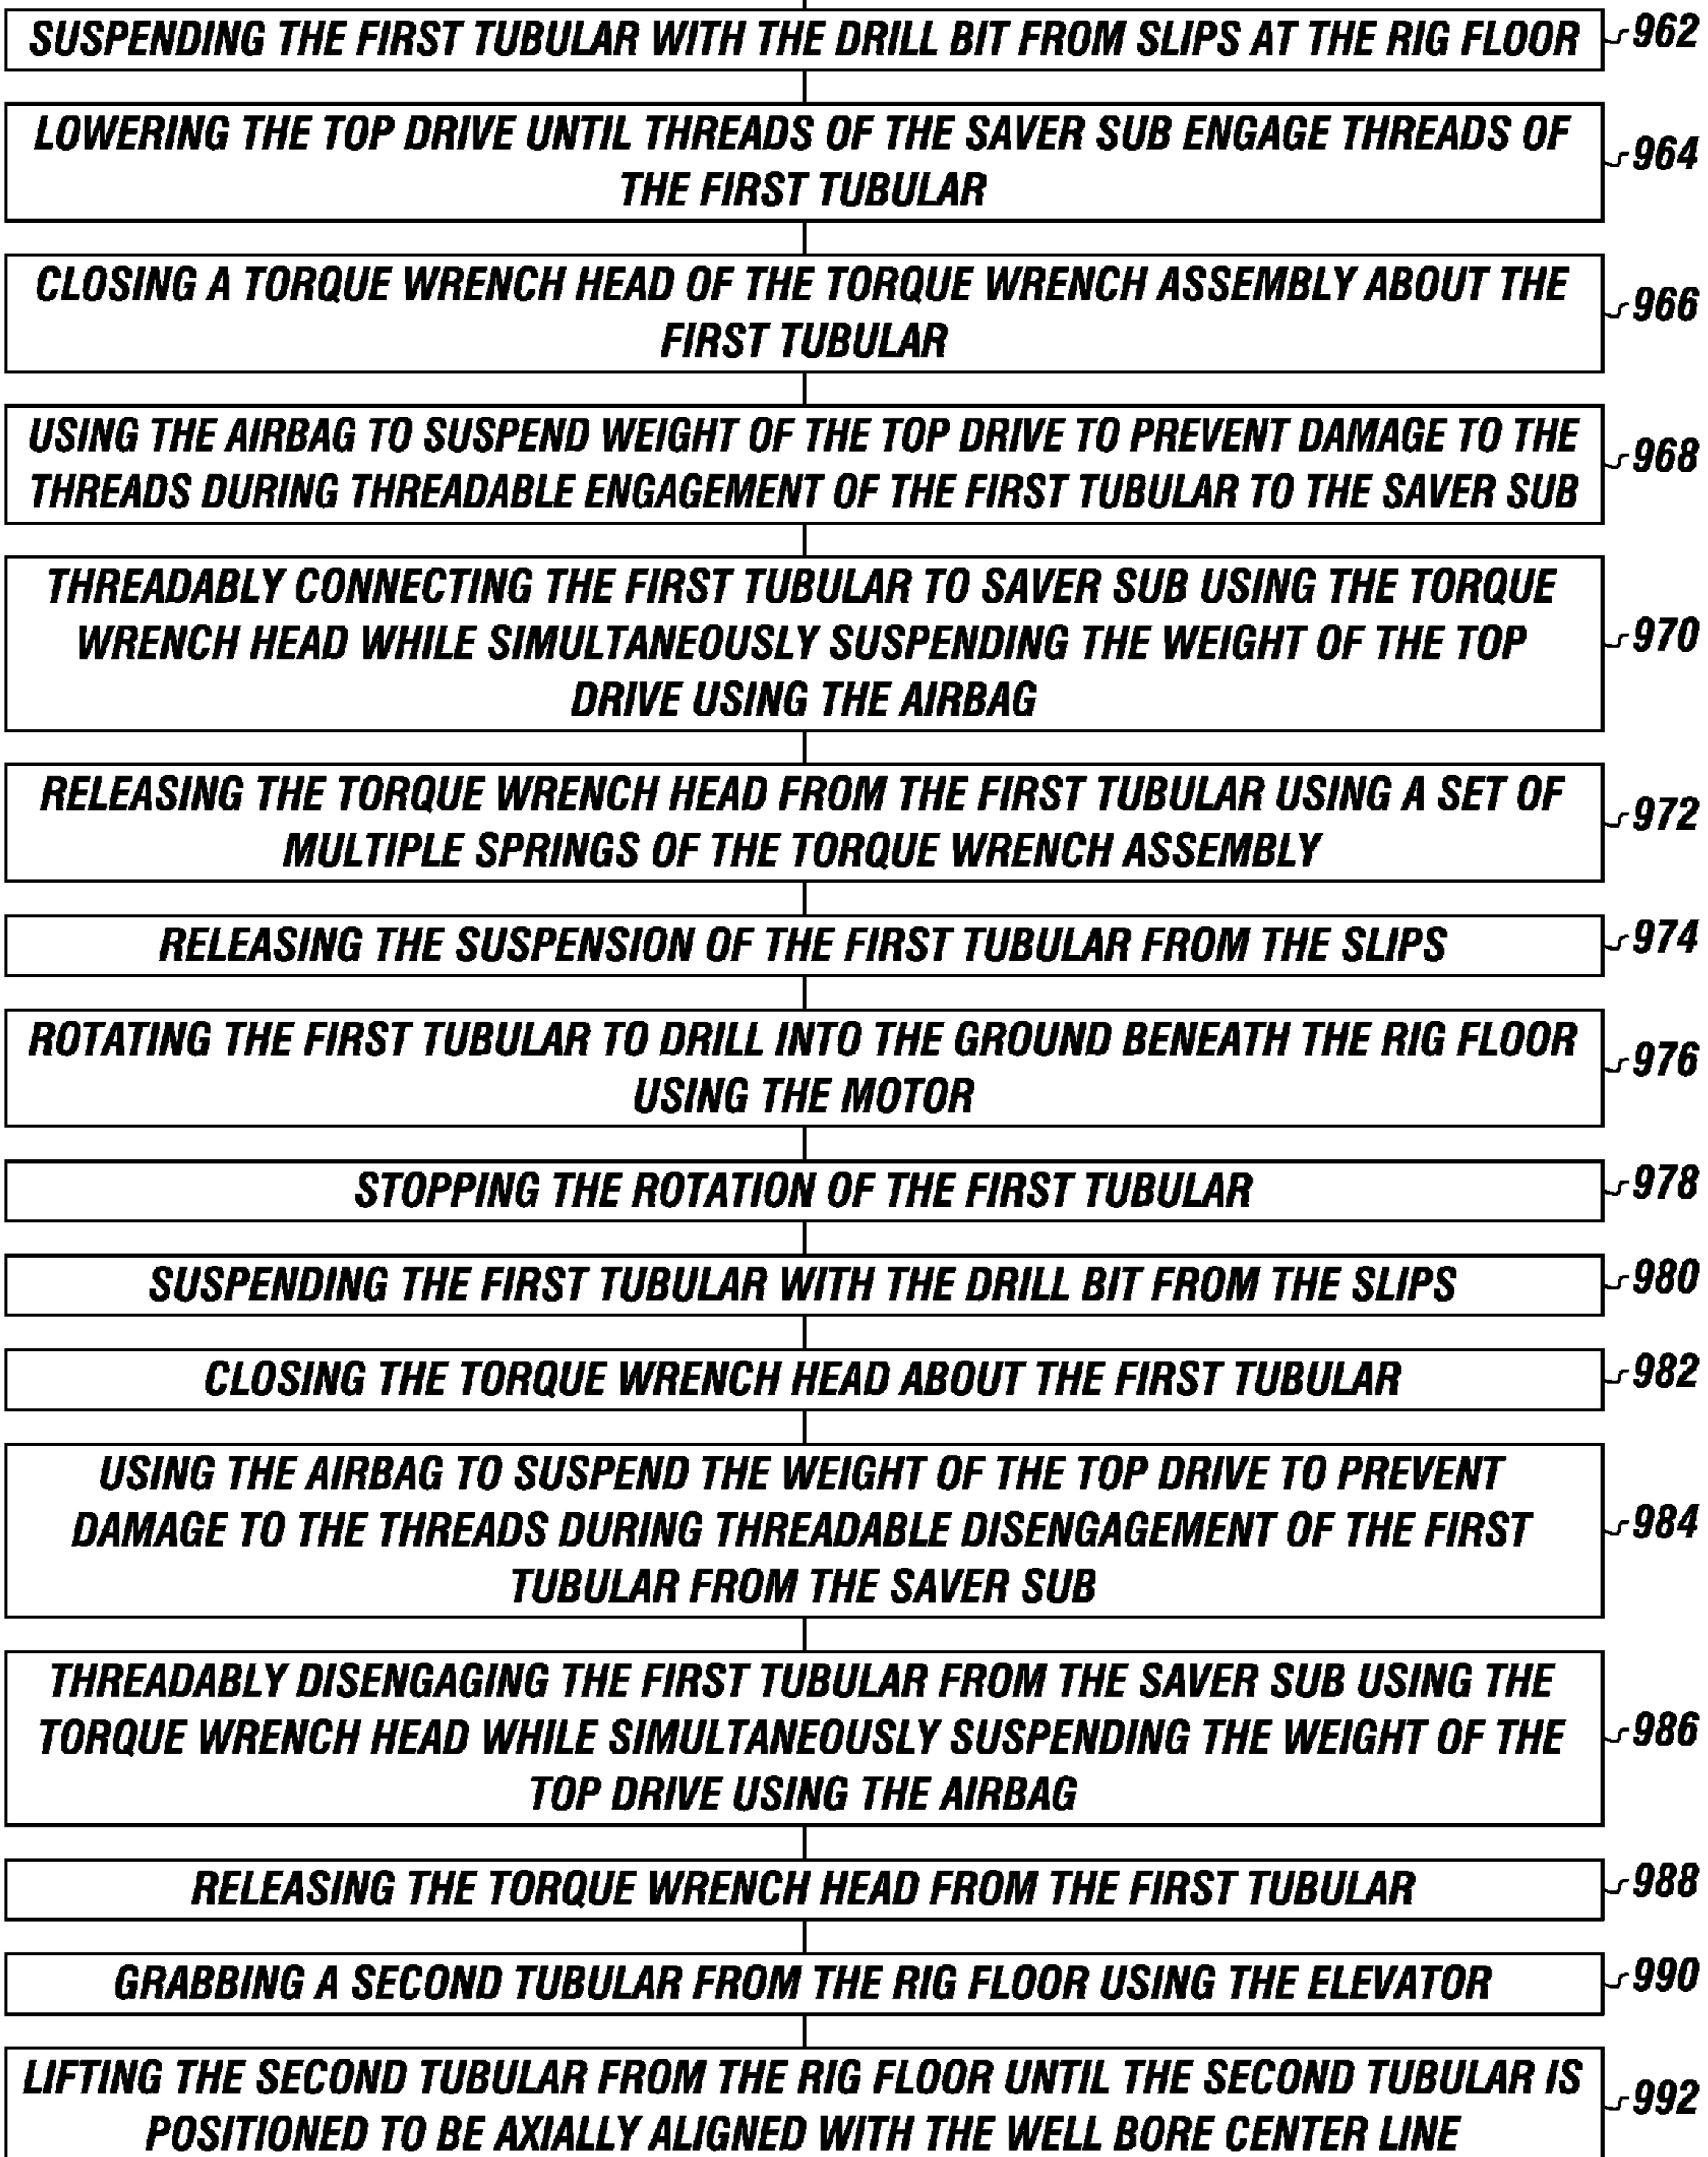 SUSPENDING THE FIRST TUBULAR WITH THE DRILL BIT FROM SLIPS AT THE RIG FLOOR
962
LOWERING THE TOP DRIVE UNTIL THREADS OF THE SAVER SUB ENGAGE THREADS OF
THE FIRST TUBULAR
964
CLOSING A TORQUE WRENCH HEAD OF THE TORQUE WRENCH ASSEMBLY ABOUT THE
FIRST TUBULAR
966
USING THE AIRBAG TO SUSPEND WEIGHT OF THE TOP DRIVE TO PREVENT DAMAGE TO THE
THREADS DURING THREADABLE ENGAGEMENT OF THE FIRST TUBULAR TO THE SAVER SUB
968
THREADABLY CONNECTING THE FIRST TUBULAR TO SAVER SUB USING THE TORQUE
WRENCH HEAD WHILE SIMULTANEOUSLY SUSPENDING THE WEIGHT OF THE TOP
DRIVE USING THE AIRBAG
970
RELEASING THE TORQUE WRENCH HEAD FROM THE FIRST TUBULAR USING A SET OF
MULTIPLE SPRINGS OF THE TORQUE WRENCH ASSEMBLY
972
RELEASING THE SUSPENSION OF THE FIRST TUBULAR FROM THE SLIPS
974
ROTATING THE FIRST TUBULAR TO DRILL INTO THE GROUND BENEATH THE RIG FLOOR
USING THE MOTOR
976
STOPPING THE ROTATION OF THE FIRST TUBULAR
978
SUSPENDING THE FIRST TUBULAR WITH THE DRILL BIT FROM THE SLIPS
980
CLOSING THE TORQUE WRENCH HEAD ABOUT THE FIRST TUBULAR
982
USING THE AIRBAG TO SUSPEND THE WEIGHT OF THE TOP DRIVE TO PREVENT
DAMAGE TO THE THREADS DURING THREADABLE DISENGAGEMENT OF THE FIRST
TUBULAR FROM THE SAVER SUB
984
THREADABLY DISENGAGING THE FIRST TUBULAR FROM THE SAVER SUB USING THE
TORQUE WRENCH HEAD WHILE SIMULTANEOUSLY SUSPENDING THE WEIGHT OF THE
TOP DRIVE USING THE AIRBAG
986
RELEASING THE TORQUE WRENCH HEAD FROM THE FIRST TUBULAR
988
GRABBING A SECOND TUBULAR FROM THE RIG FLOOR USING THE ELEVATOR
990
LIFTING THE SECOND TUBULAR FROM THE RIG FLOOR UNTIL THE SECOND TUBULAR IS
POSITIONED TO BE AXIALLY ALIGNED WITH THE WELL BORE CENTER LINE
992